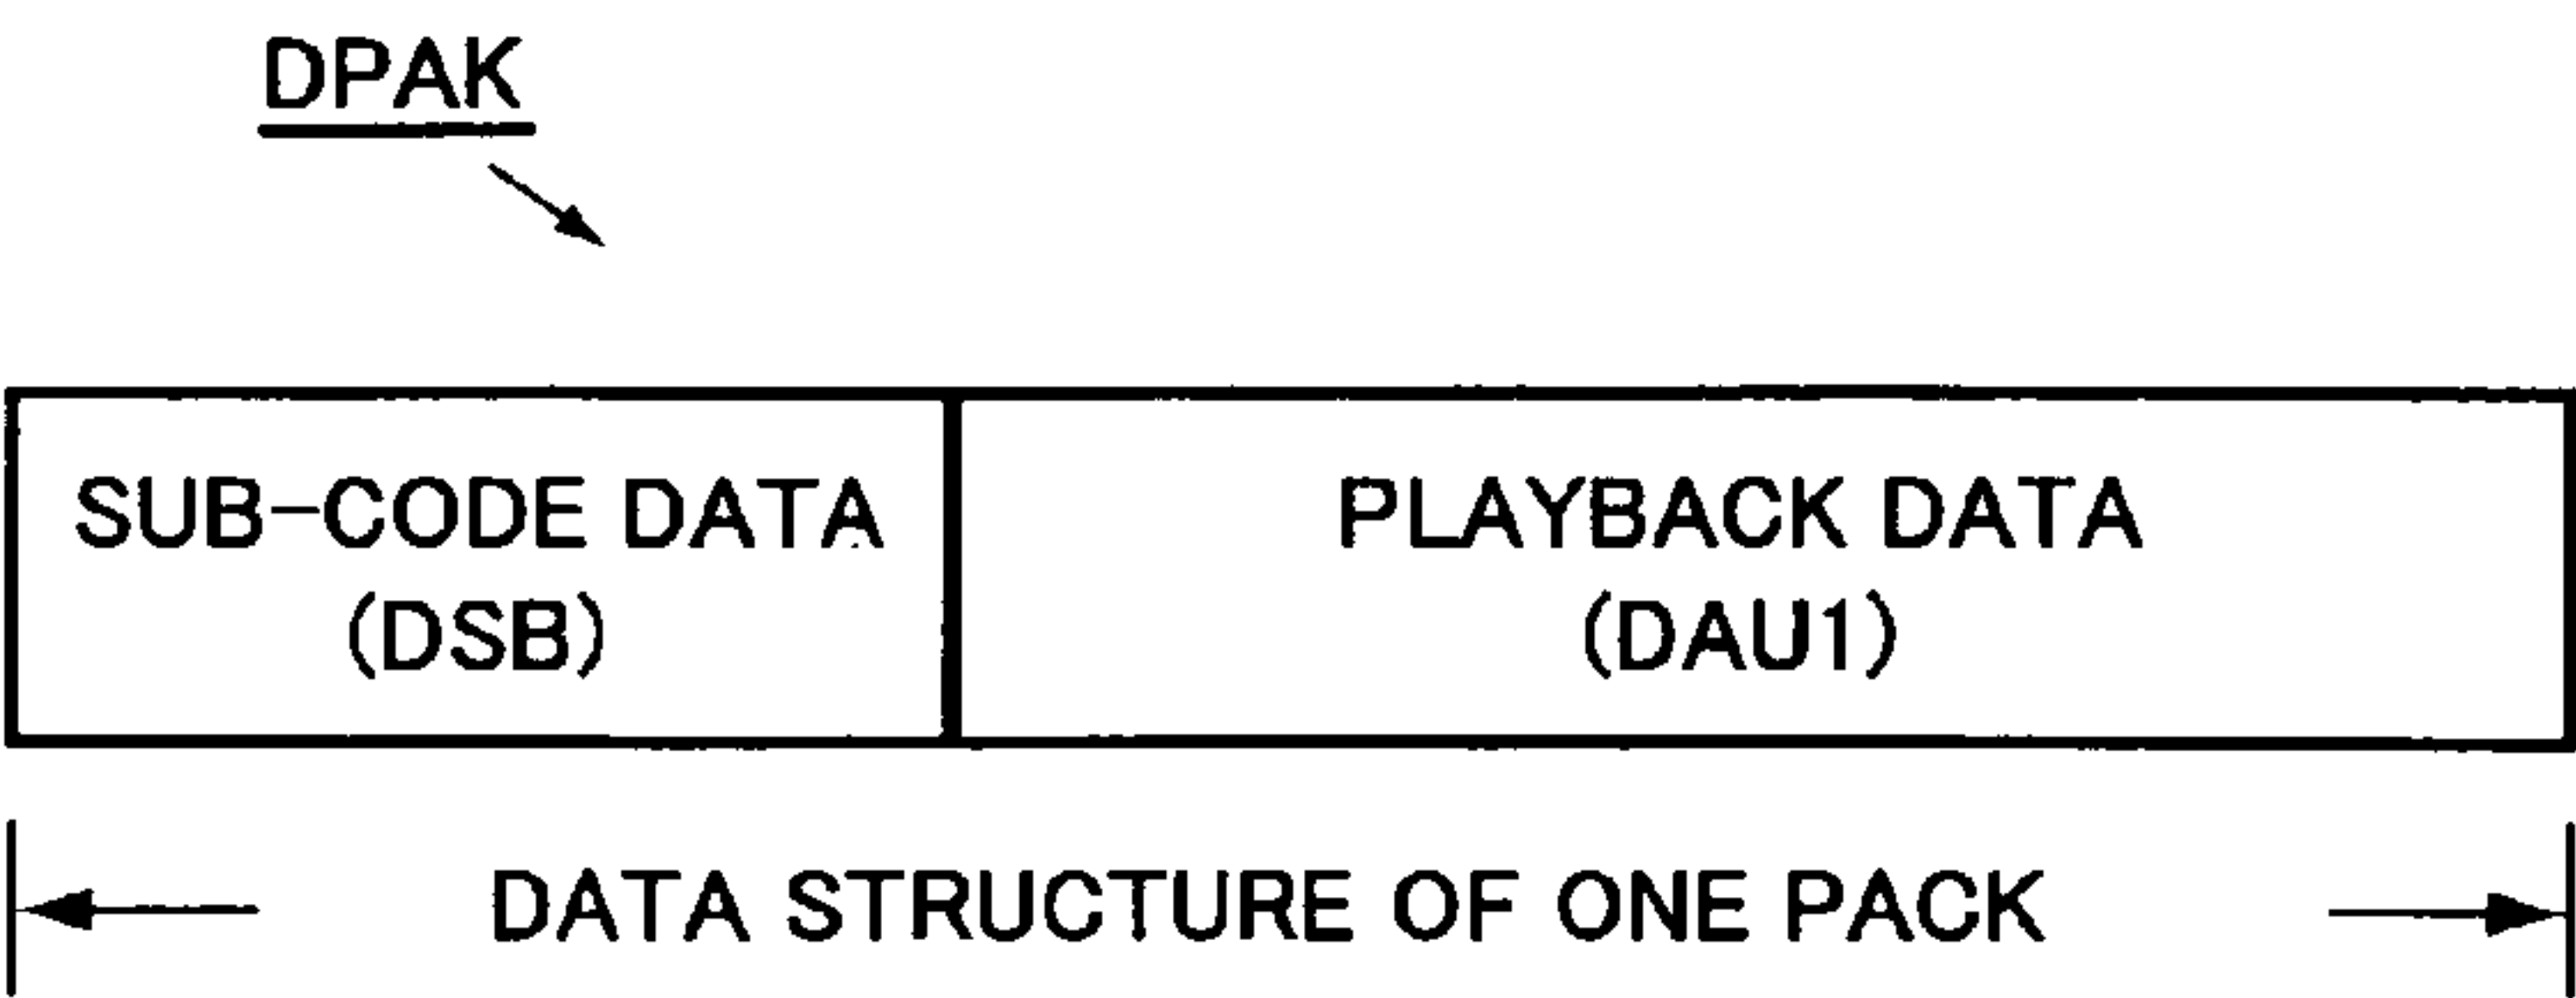 DPAK
SUB-CODE DATA
(DSB)
PLAYBACK DATA
(DAU1)
DATA STRUCTURE OF ONE PACK